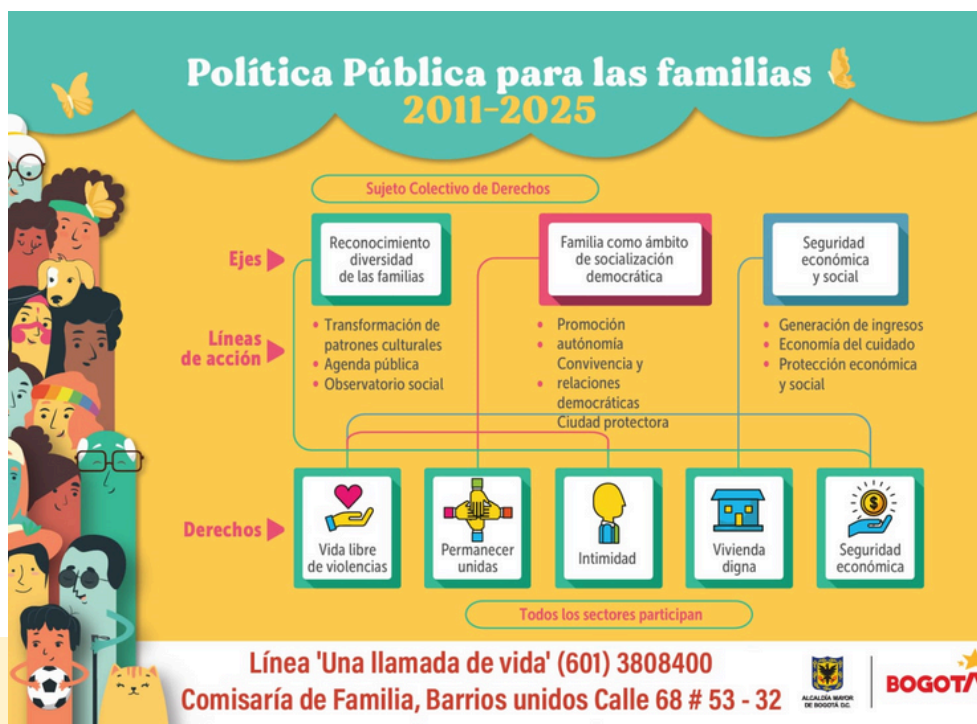 Política Pública para las familias
2011-2025
Sujeto Colectivo de Derechos
Ejes
Reconocimiento
diversidad
de las familias
Familia como ámbito
de socialización
democrática
Seguridad
económica
y social
Líneas
de acción
• Transformación de
patrones culturales
• Agenda pública
• Observatorio social
• Promoción
• autónomía
Convivencia y
• relaciones
democráticas
Ciudad protectora
• Generación de ingresos
• Economía del cuidado
• Protección económica
y social
Derechos
Vida libre
de violencias
Permanecer
unidas
Intimidad
Vivienda
digna
$
Seguridad
económica
Todos los sectores participan
Línea 'Una llamada de vida' (601) 3808400
Comisaría de Familia, Barrios unidos Calle 68 # 53 - 32
ALCALDÍA MAYOR
DE BOGOTÁ D.C.
BOGOTÁ